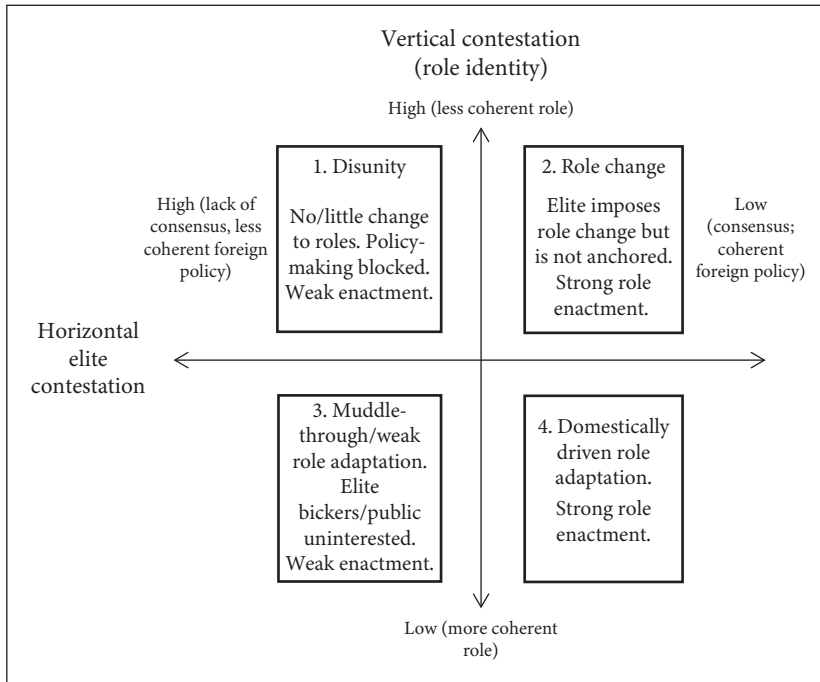 Vertical contestation
(role identity)
High (less coherent role)
1. Disunity
No/little change
to roles. Policy-
making blocked.
Weak enactment.
2. Role change
Elite imposes
role change but
is not anchored.
Strong role
enactment.
High (lack of
consensus, less
coherent foreign
policy)
Low
(consensus;
coherent
foreign policy)
Horizontal
elite
contestation
3. Muddle-
through/weak
role adaptation.
Elite
bickers/public
uninterested.
Weak enactment.
4. Domestically
driven role
adaptation.
Strong role
enactment.
Low (more coherent
role)